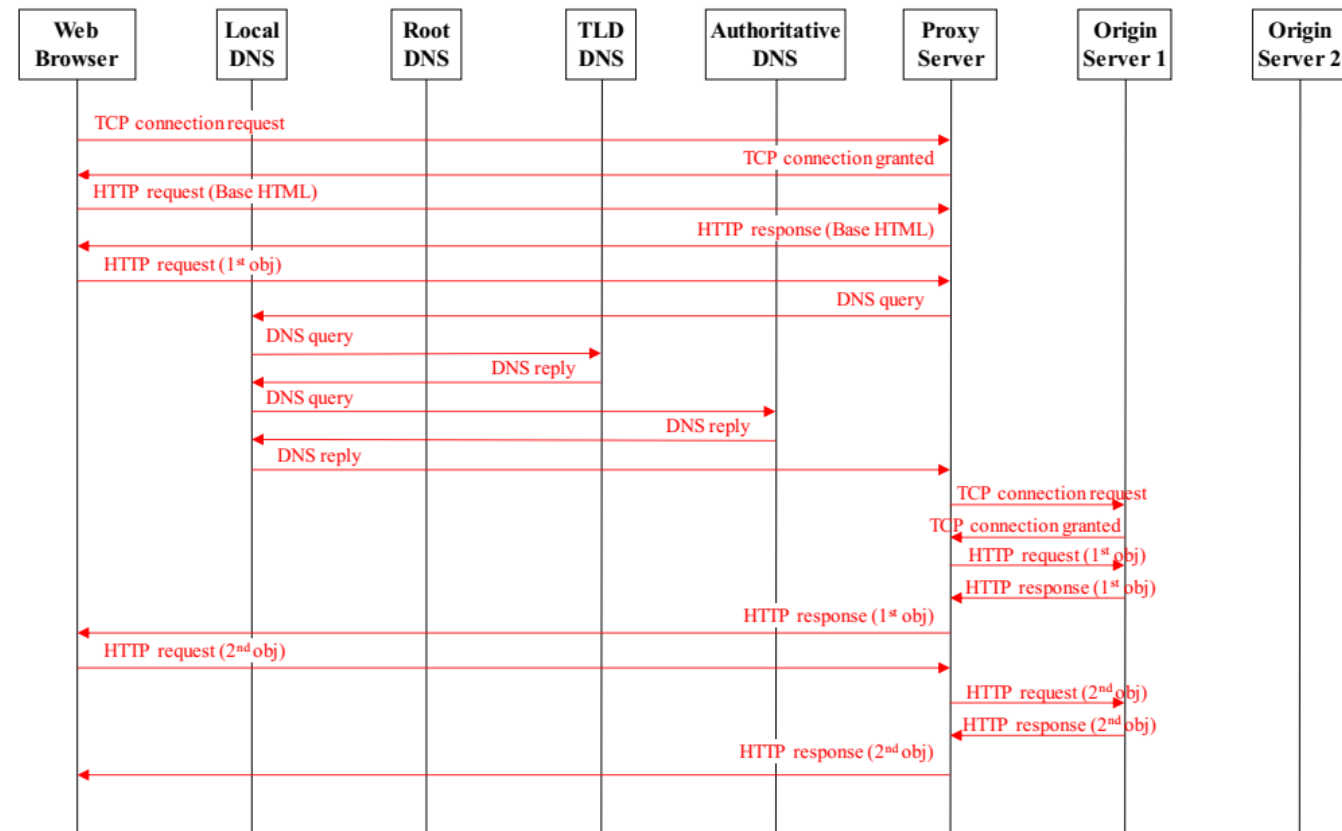 Web
Browser
Local
DNS
Root
DNS
TLD
DNS
Authoritative
DNS
Proxy
Server
Origin
Server 1
Origin
Server 2
TCP connection request
TCP connection granted
HTTP request (Base HTML)
HTTP response (Base HTML)
HTTP request (1st obj)
DNS query
DNS query
DNS reply
DNS query
DNS reply
DNS reply
TCP connection request
TCP connection granted
HTTP request (1st obj)
HTTP response (1st obj)
HTTP response (1st obj)
HTTP request (2nd obj)
HTTP request (2nd obj)
HTTP response (2nd obj)
HTTP response (2nd obj)